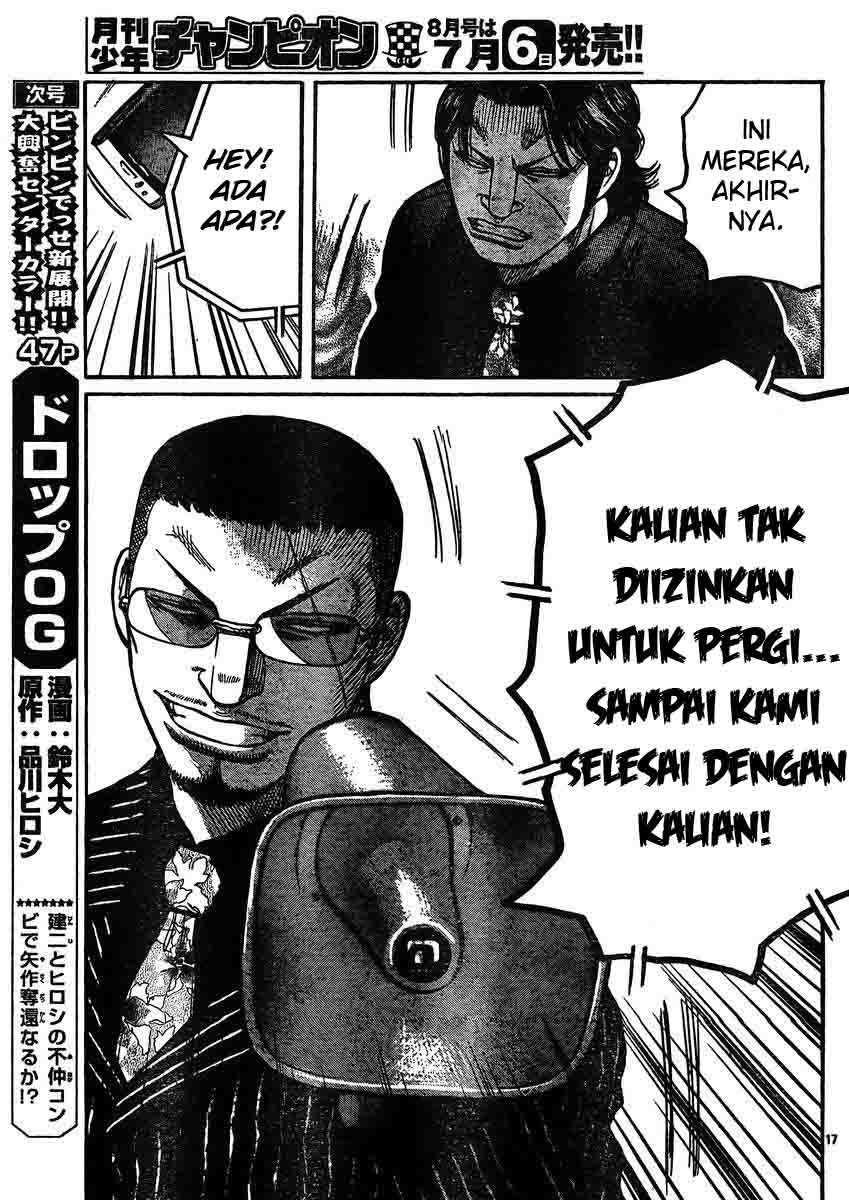 月刊
少年
チャンピオン
8月号は
7月6日発売!!
INI
MEREKA,
AKHIR-
NYA.
HEY!
ADA
APA?!
KALIAN TAK
DIIZINKAN
UNTUK PERGI...
SAMPAI KAMI
SELESAI DENGAN
KALIAN!
次号
ビンビンでっせ新展開!!
大興奮センターカラー!!
47P
ドロップOG
漫画：鈴木大
原作：品川ヒロシ
建二とヒロシの不仲コン
ビで矢作奪還なるか!?
17